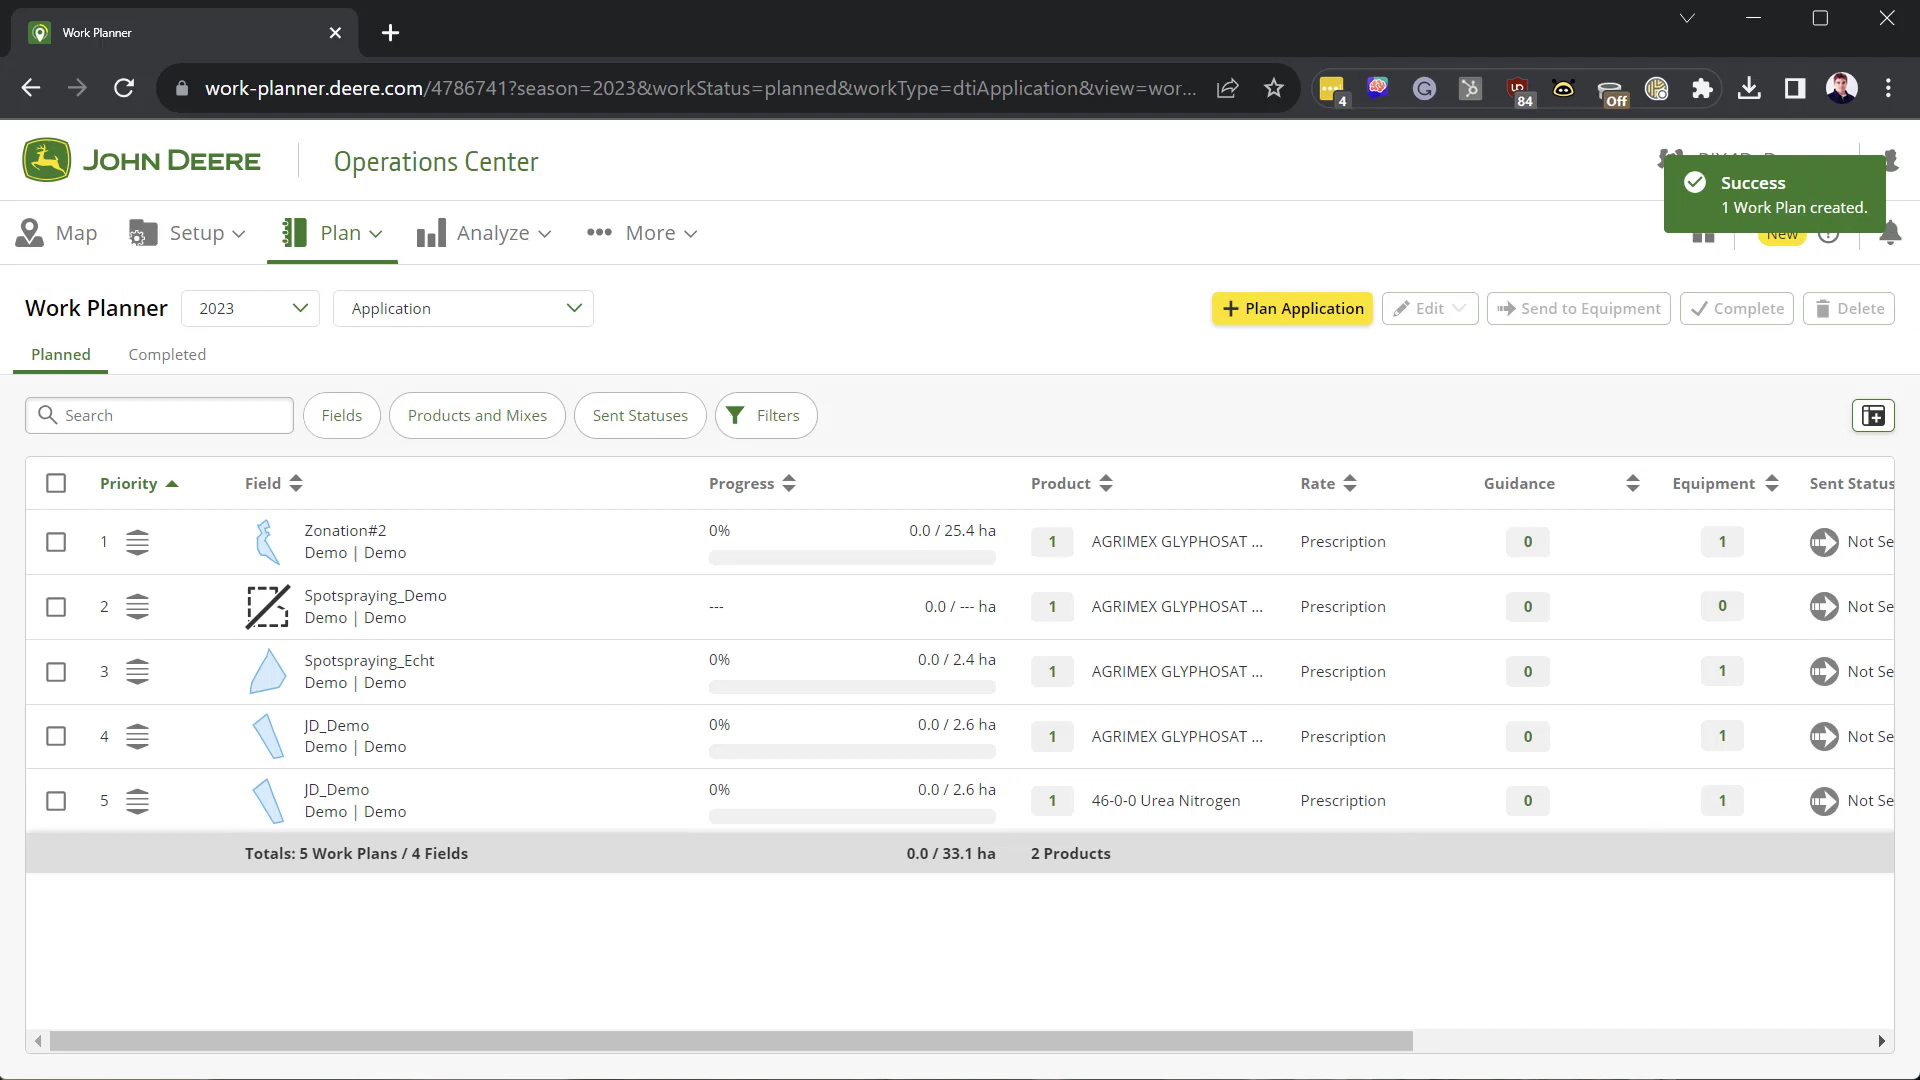 Work Planner
work-planner.deere.com/4786741?season=2023&workStatus=planned&workType=dtiApplication&view=wor...
4
84
Off
JOHN DEERE
Operations Center
Success
1 Work Plan created.
Map
Setup
Plan
Analyze
More
New
Work Planner
2023
Application
Plan Application
Edit
Send to Equipment
Complete
Delete
Planned
Completed
Search
Fields
Products and Mixes
Sent Statuses
Filters
Priority Field Progress Product Rate Guidance Equipment Sent Status
1 Zonation#2 0% 0.0 / 25.4 ha 1 AGRIMEX GLYPHOSAT ... Prescription 0 1 Not Se
Demo | Demo
2 Spotspraying_Demo --- 0.0 / --- ha 1 AGRIMEX GLYPHOSAT ... Prescription 0 0 Not Se
Demo | Demo
3 Spotspraying_Echt 0% 0.0 / 2.4 ha 1 AGRIMEX GLYPHOSAT ... Prescription 0 1 Not Se
Demo | Demo
4 JD_Demo 0% 0.0 / 2.6 ha 1 AGRIMEX GLYPHOSAT ... Prescription 0 1 Not Se
Demo | Demo
5 JD_Demo 0% 0.0 / 2.6 ha 1 46-0-0 Urea Nitrogen Prescription 0 1 Not Se
Demo | Demo
Totals: 5 Work Plans / 4 Fields 0.0 / 33.1 ha 2 Products